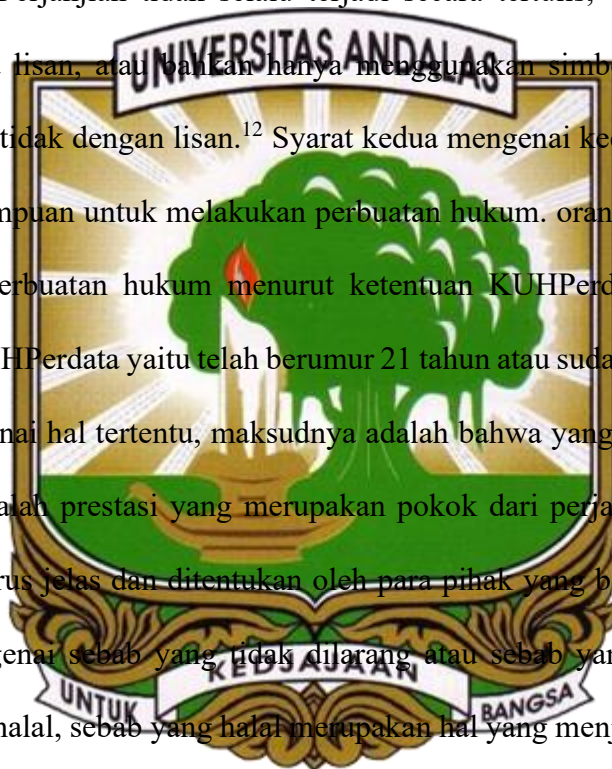 UNIVERSITAS ANDALAS
lisan, atau bahkan hanya menggunakan simb
tidak dengan lisan.12 Syarat kedua mengenai ke
mpuan untuk melakukan perbuatan hukum. oran
erbuatan hukum menurut ketentuan KUHPerd
HPerdata yaitu telah berumur 21 tahun atau suda
nai hal tertentu, maksudnya adalah bahwa yang
alah prestasi yang merupakan pokok dari perja
rus jelas dan ditentukan oleh para pihak yang b
genai sebab yang tidak dilarang atau sebab yan
KEDJAJAAN
UNTUK BANGSA
halal, sebab yang halal merupakan hal yang menj